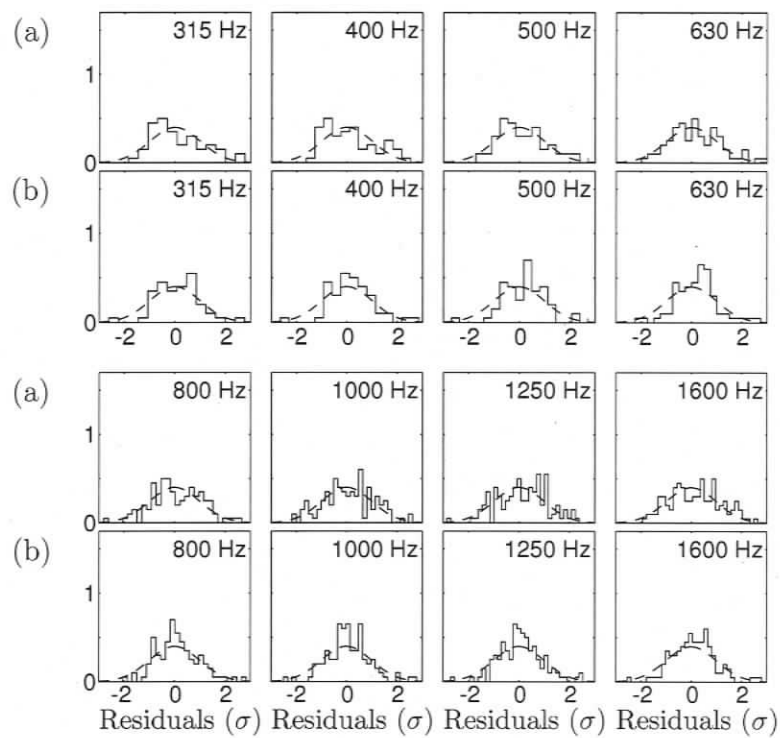 (a) 315 Hz 400 Hz 500 Hz 630 Hz
1
0
(b) 315 Hz 400 Hz 500 Hz 630 Hz
1
0
-2 0 2 -2 0 2 -2 0 2 -2 0 2
(a) 800 Hz 1000 Hz 1250 Hz 1600 Hz
1
0
(b) 800 Hz 1000 Hz 1250 Hz 1600 Hz
1
0
-2 0 2 -2 0 2 -2 0 2 -2 0 2
Residuals (σ) Residuals (σ) Residuals (σ) Residuals (σ)